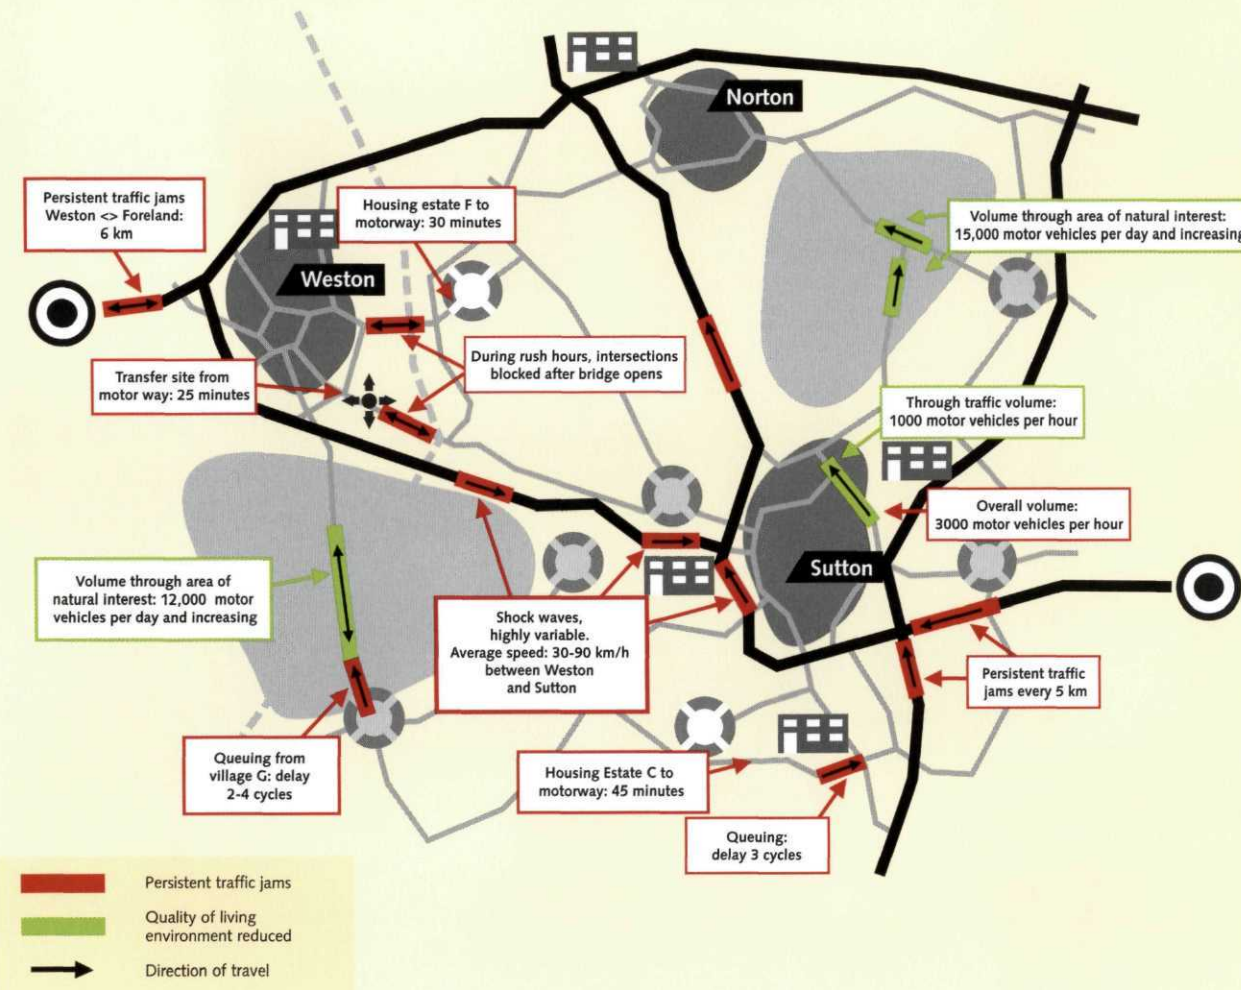 Norton
Persistent traffic jams
Weston <> Foreland:
6 km
Housing estate F to
motorway: 30 minutes
Volume through area of natural interest:
15,000 motor vehicles per day and increasing
Weston
During rush hours, intersections
blocked after bridge opens
Transfer site from
motor way: 25 minutes
Through traffic volume:
1000 motor vehicles per hour
Overall volume:
3000 motor vehicles per hour
Sutton
Volume through area of
natural interest: 12,000 motor
vehicles per day and increasing
Shock waves,
highly variable.
Average speed: 30-90 km/h
between Weston
and Sutton
Persistent traffic
jams every 5 km
Queuing from
village G: delay
2-4 cycles
Housing Estate C to
motorway: 45 minutes
Queuing:
delay 3 cycles
Persistent traffic jams
Quality of living
environment reduced
Direction of travel